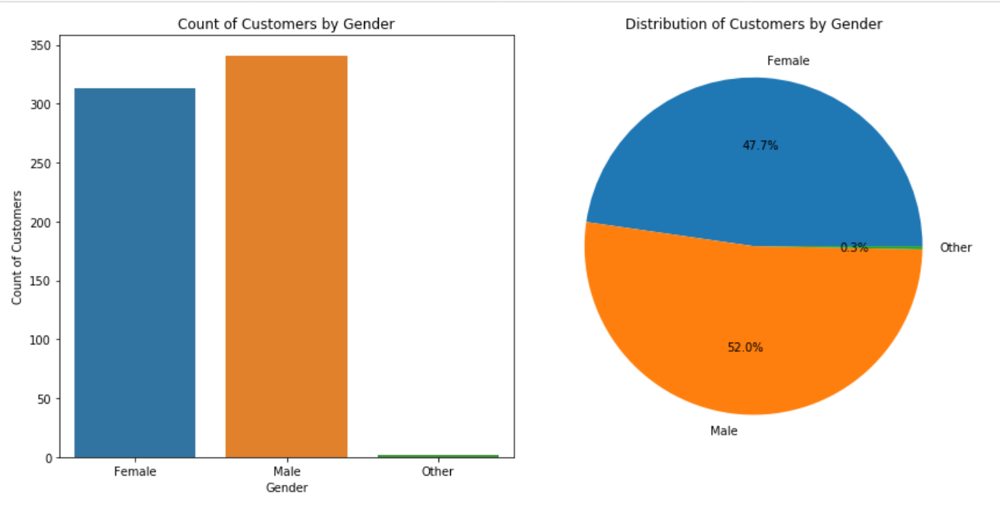 Count of Customers by Gender
350
300
250
200
150
100
50
0
Count of Customers
Female
Male
Other
Gender
Distribution of Customers by Gender
Female
47.7%
0.3%
Other
52.0%
Male